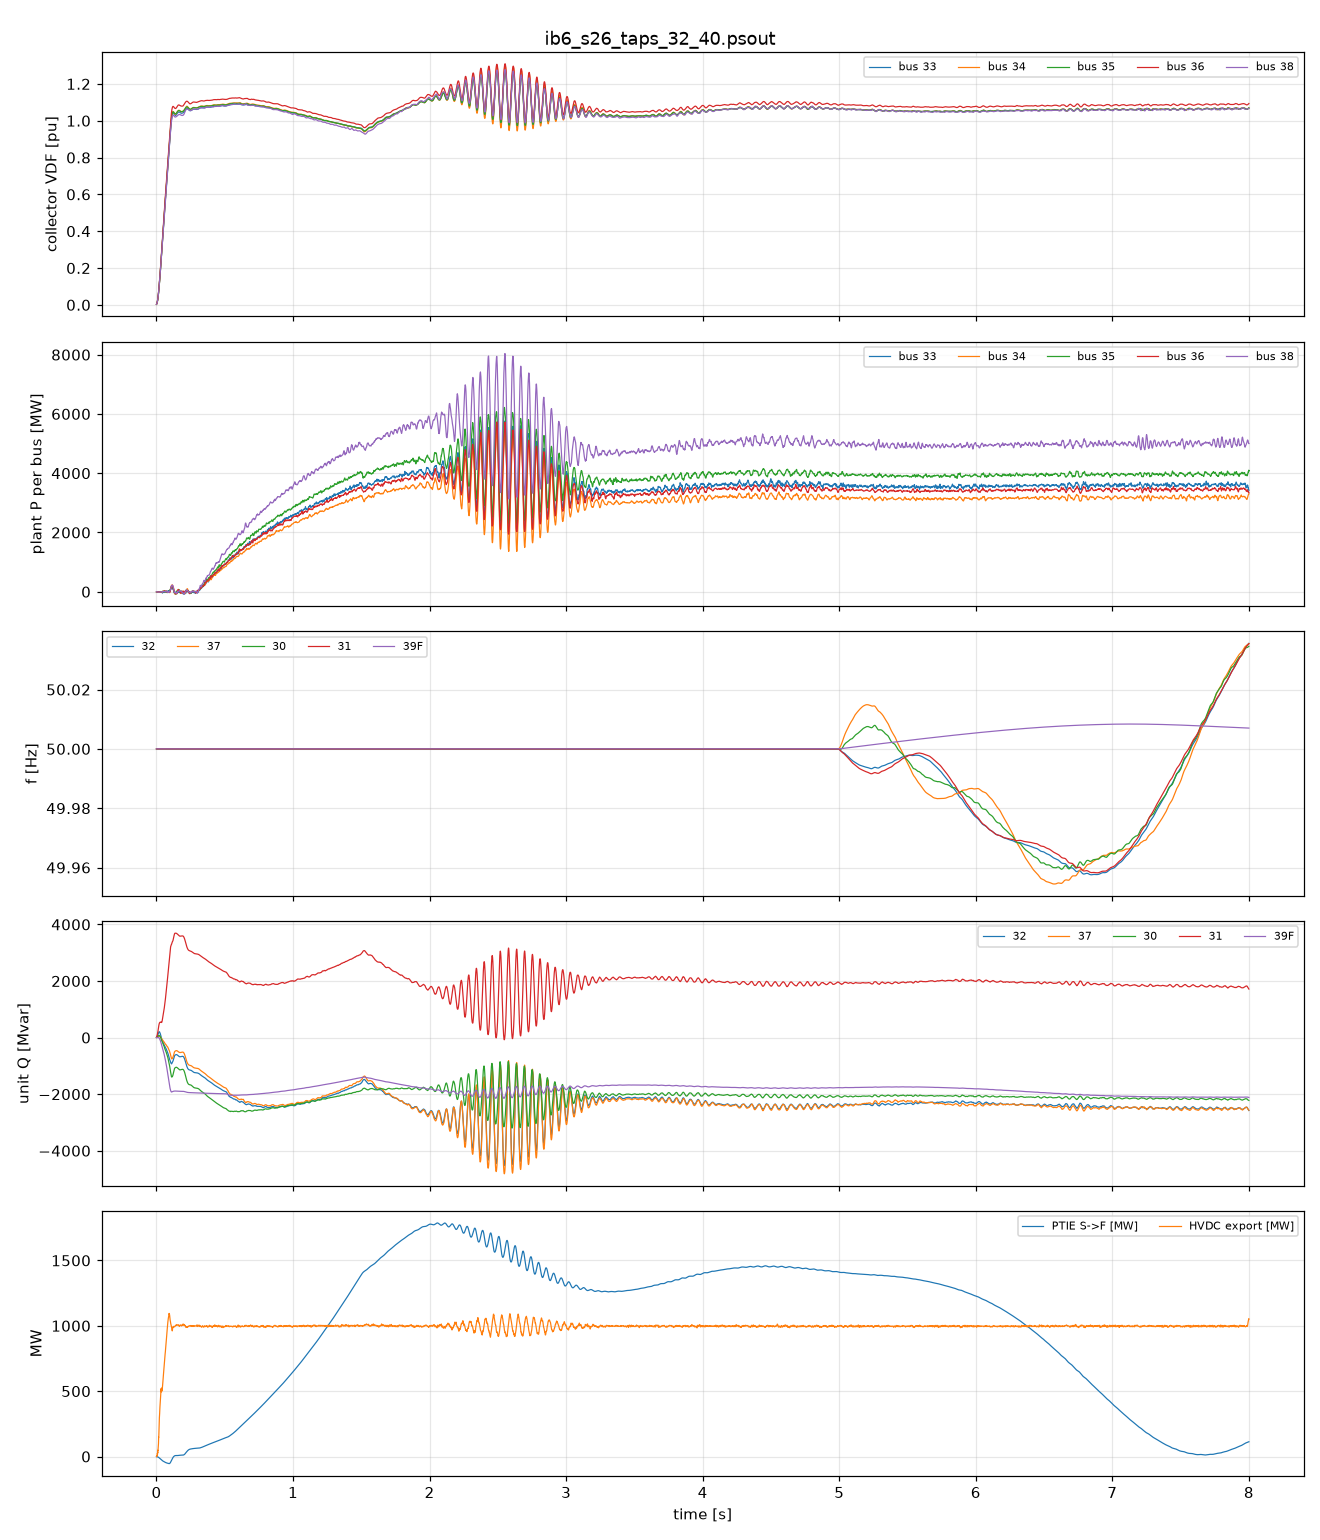 ib6_s26_taps_32_40.psout
bus 33 bus 34 bus 35 bus 36 bus 38
collector VDF [pu]
1.2
1.0
0.8
0.6
0.4
0.2
0.0
bus 33 bus 34 bus 35 bus 36 bus 38
plant P per bus [MW]
8000
6000
4000
2000
0
32 37 30 31 39F
f [Hz]
50.02
50.00
49.98
49.96
32 37 30 31 39F
unit Q [Mvar]
4000
2000
0
−2000
−4000
PTIE S->F [MW] HVDC export [MW]
MW
1500
1000
500
0
0 1 2 3 4 5 6 7 8
time [s]